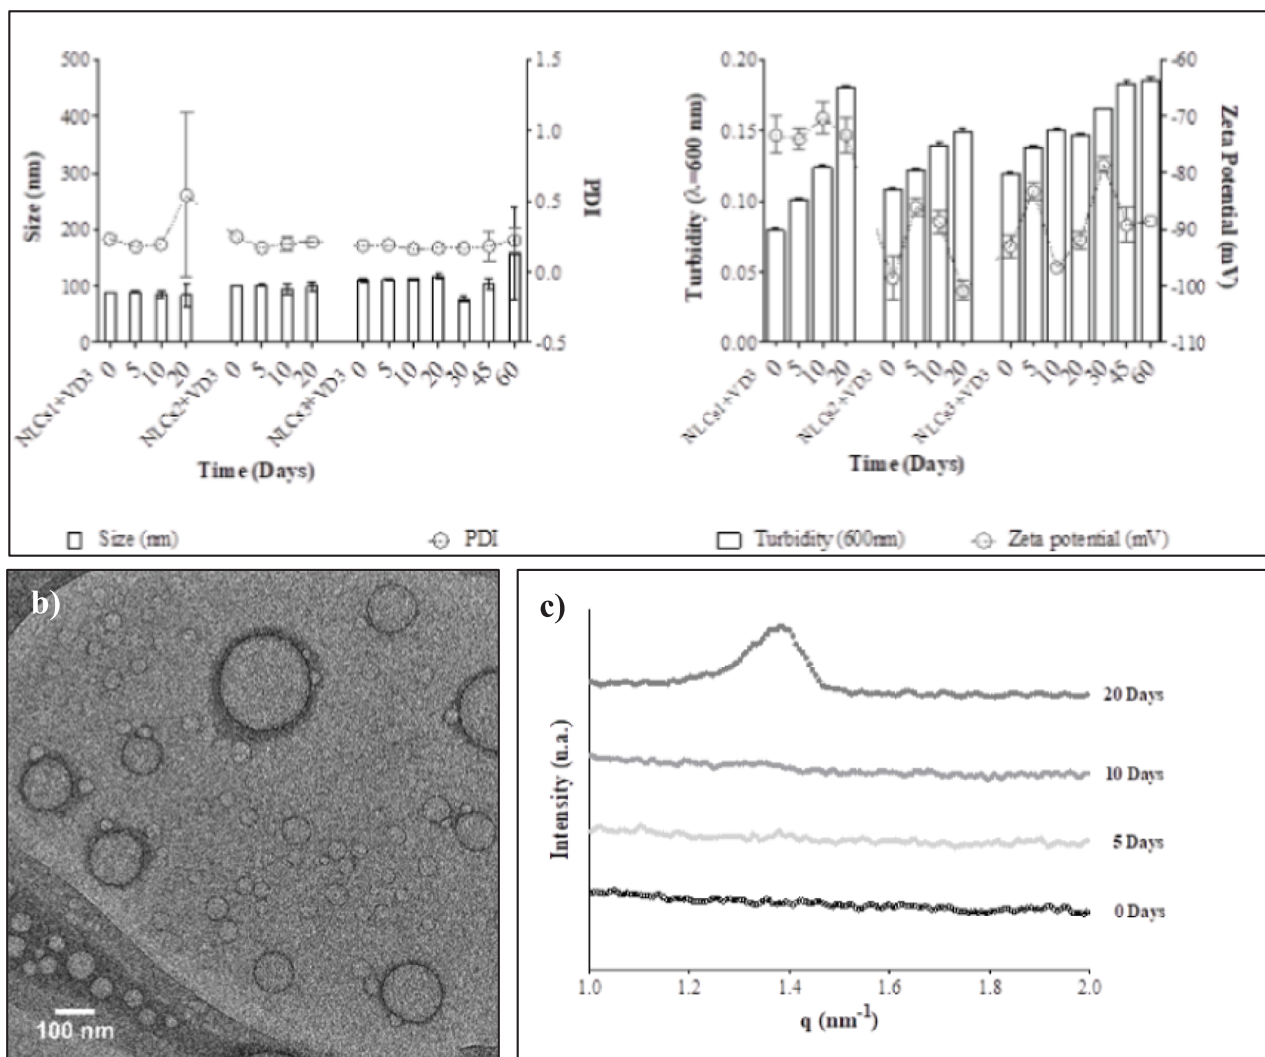 500
400
300
200
100
0
Size (nm)
1.5
1.0
0.5
0.0
-0.5
PDI
NLCs1+VD3 0 5 10 20 NLCs2+VD3 0 5 10 20 NLCs3+VD3 0 5 10 20 30 45 60
Time (Days)
0.20
0.15
0.10
0.05
0.00
Turbidity (λ=600 nm)
-60
-70
-80
-90
-100
-110
Zeta Potential (mV)
NLCs1+VD3 0 5 10 20 NLCs2+VD3 0 5 10 20 NLCs3+VD3 0 5 10 20 30 45 60
Time (Days)
Size (nm) PDI Turbidity (600nm) Zeta potential (mV)
b)
100 nm
c)
Intensity (u.a.)
20 Days
10 Days
5 Days
0 Days
1.0 1.2 1.4 1.6 1.8 2.0
q (nm⁻¹)